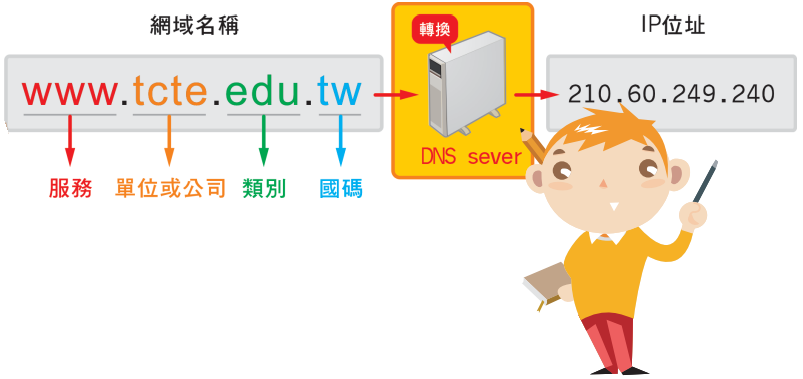 網域名稱
轉換
IP位址
www.tcte.edu.tw
210.60.249.240
DNS sever
服務
單位或公司
類別
國碼